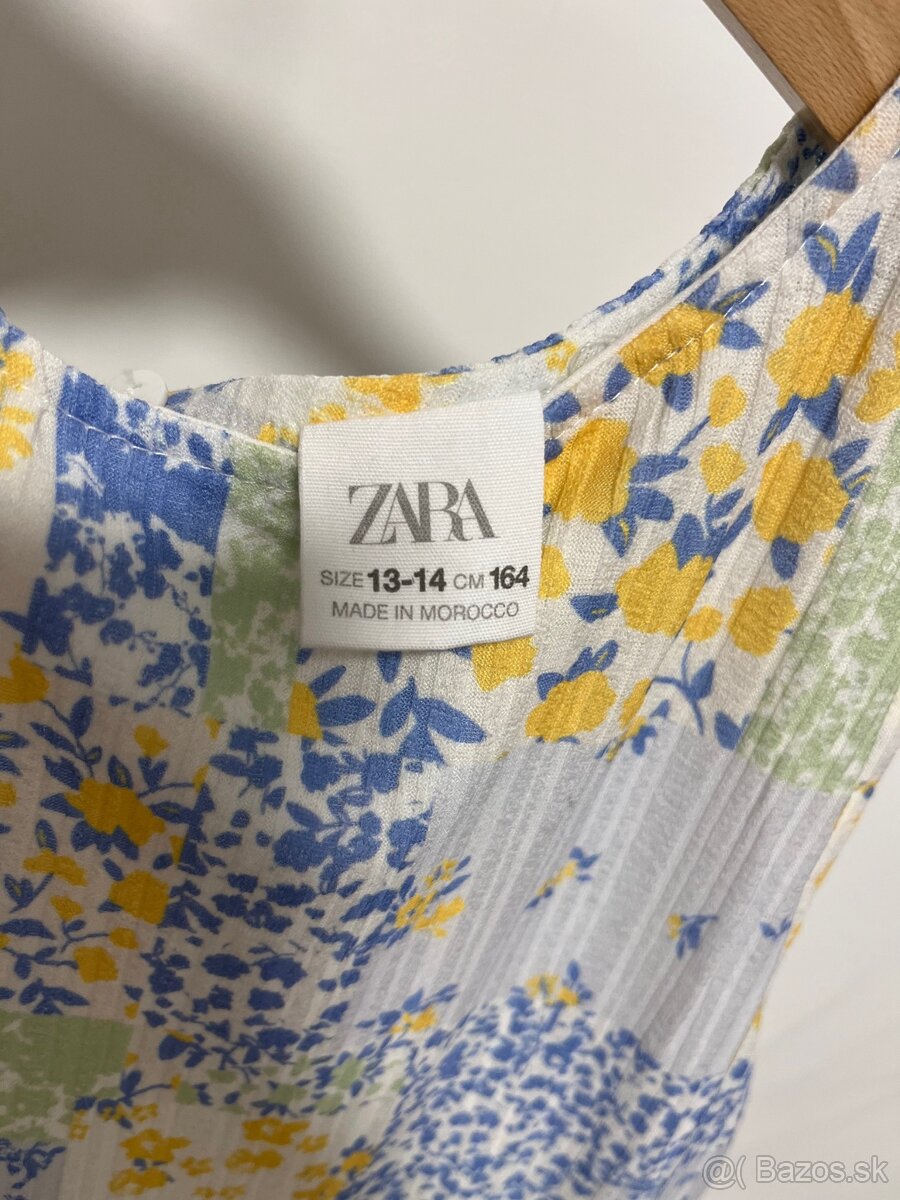 ZARA
SIZE 13-14 CM 164
MADE IN MOROCCO
@( Bazos.sk